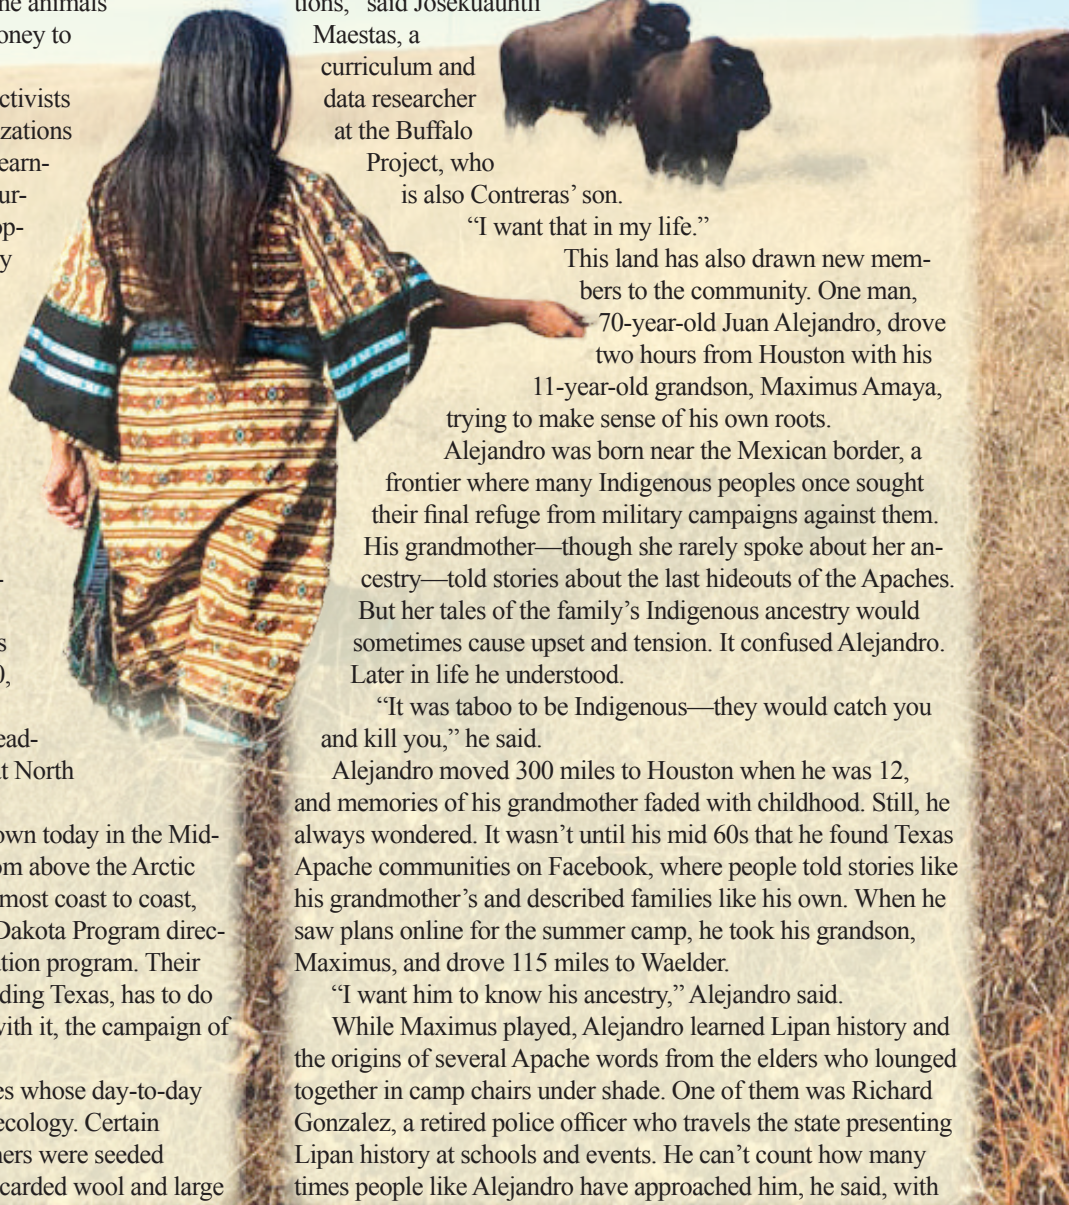 he animals
oney to
ctivists
zations
earn-
ur-
op-
y
-
s
0,
ead-
at North
own today in the Mid-
om above the Arctic
most coast to coast,
Dakota Program direc-
tion program. Their
ding Texas, has to do
with it, the campaign of
es whose day-to-day
ecology. Certain
ners were seeded
carded wool and large
tions,” said Josekuauhtli
Maestas, a
curriculum and
data researcher
at the Buffalo
Project, who
is also Contreras’ son.
“I want that in my life.”
This land has also drawn new mem-
bers to the community. One man,
70-year-old Juan Alejandro, drove
two hours from Houston with his
11-year-old grandson, Maximus Amaya,
trying to make sense of his own roots.
Alejandro was born near the Mexican border, a
frontier where many Indigenous peoples once sought
their final refuge from military campaigns against them.
His grandmother—though she rarely spoke about her an-
cestry—told stories about the last hideouts of the Apaches.
But her tales of the family’s Indigenous ancestry would
sometimes cause upset and tension. It confused Alejandro.
Later in life he understood.
“It was taboo to be Indigenous—they would catch you
and kill you,” he said.
Alejandro moved 300 miles to Houston when he was 12,
and memories of his grandmother faded with childhood. Still, he
always wondered. It wasn’t until his mid 60s that he found Texas
Apache communities on Facebook, where people told stories like
his grandmother’s and described families like his own. When he
saw plans online for the summer camp, he took his grandson,
Maximus, and drove 115 miles to Waelder.
“I want him to know his ancestry,” Alejandro said.
While Maximus played, Alejandro learned Lipan history and
the origins of several Apache words from the elders who lounged
together in camp chairs under shade. One of them was Richard
Gonzalez, a retired police officer who travels the state presenting
Lipan history at schools and events. He can’t count how many
times people like Alejandro have approached him, he said, with